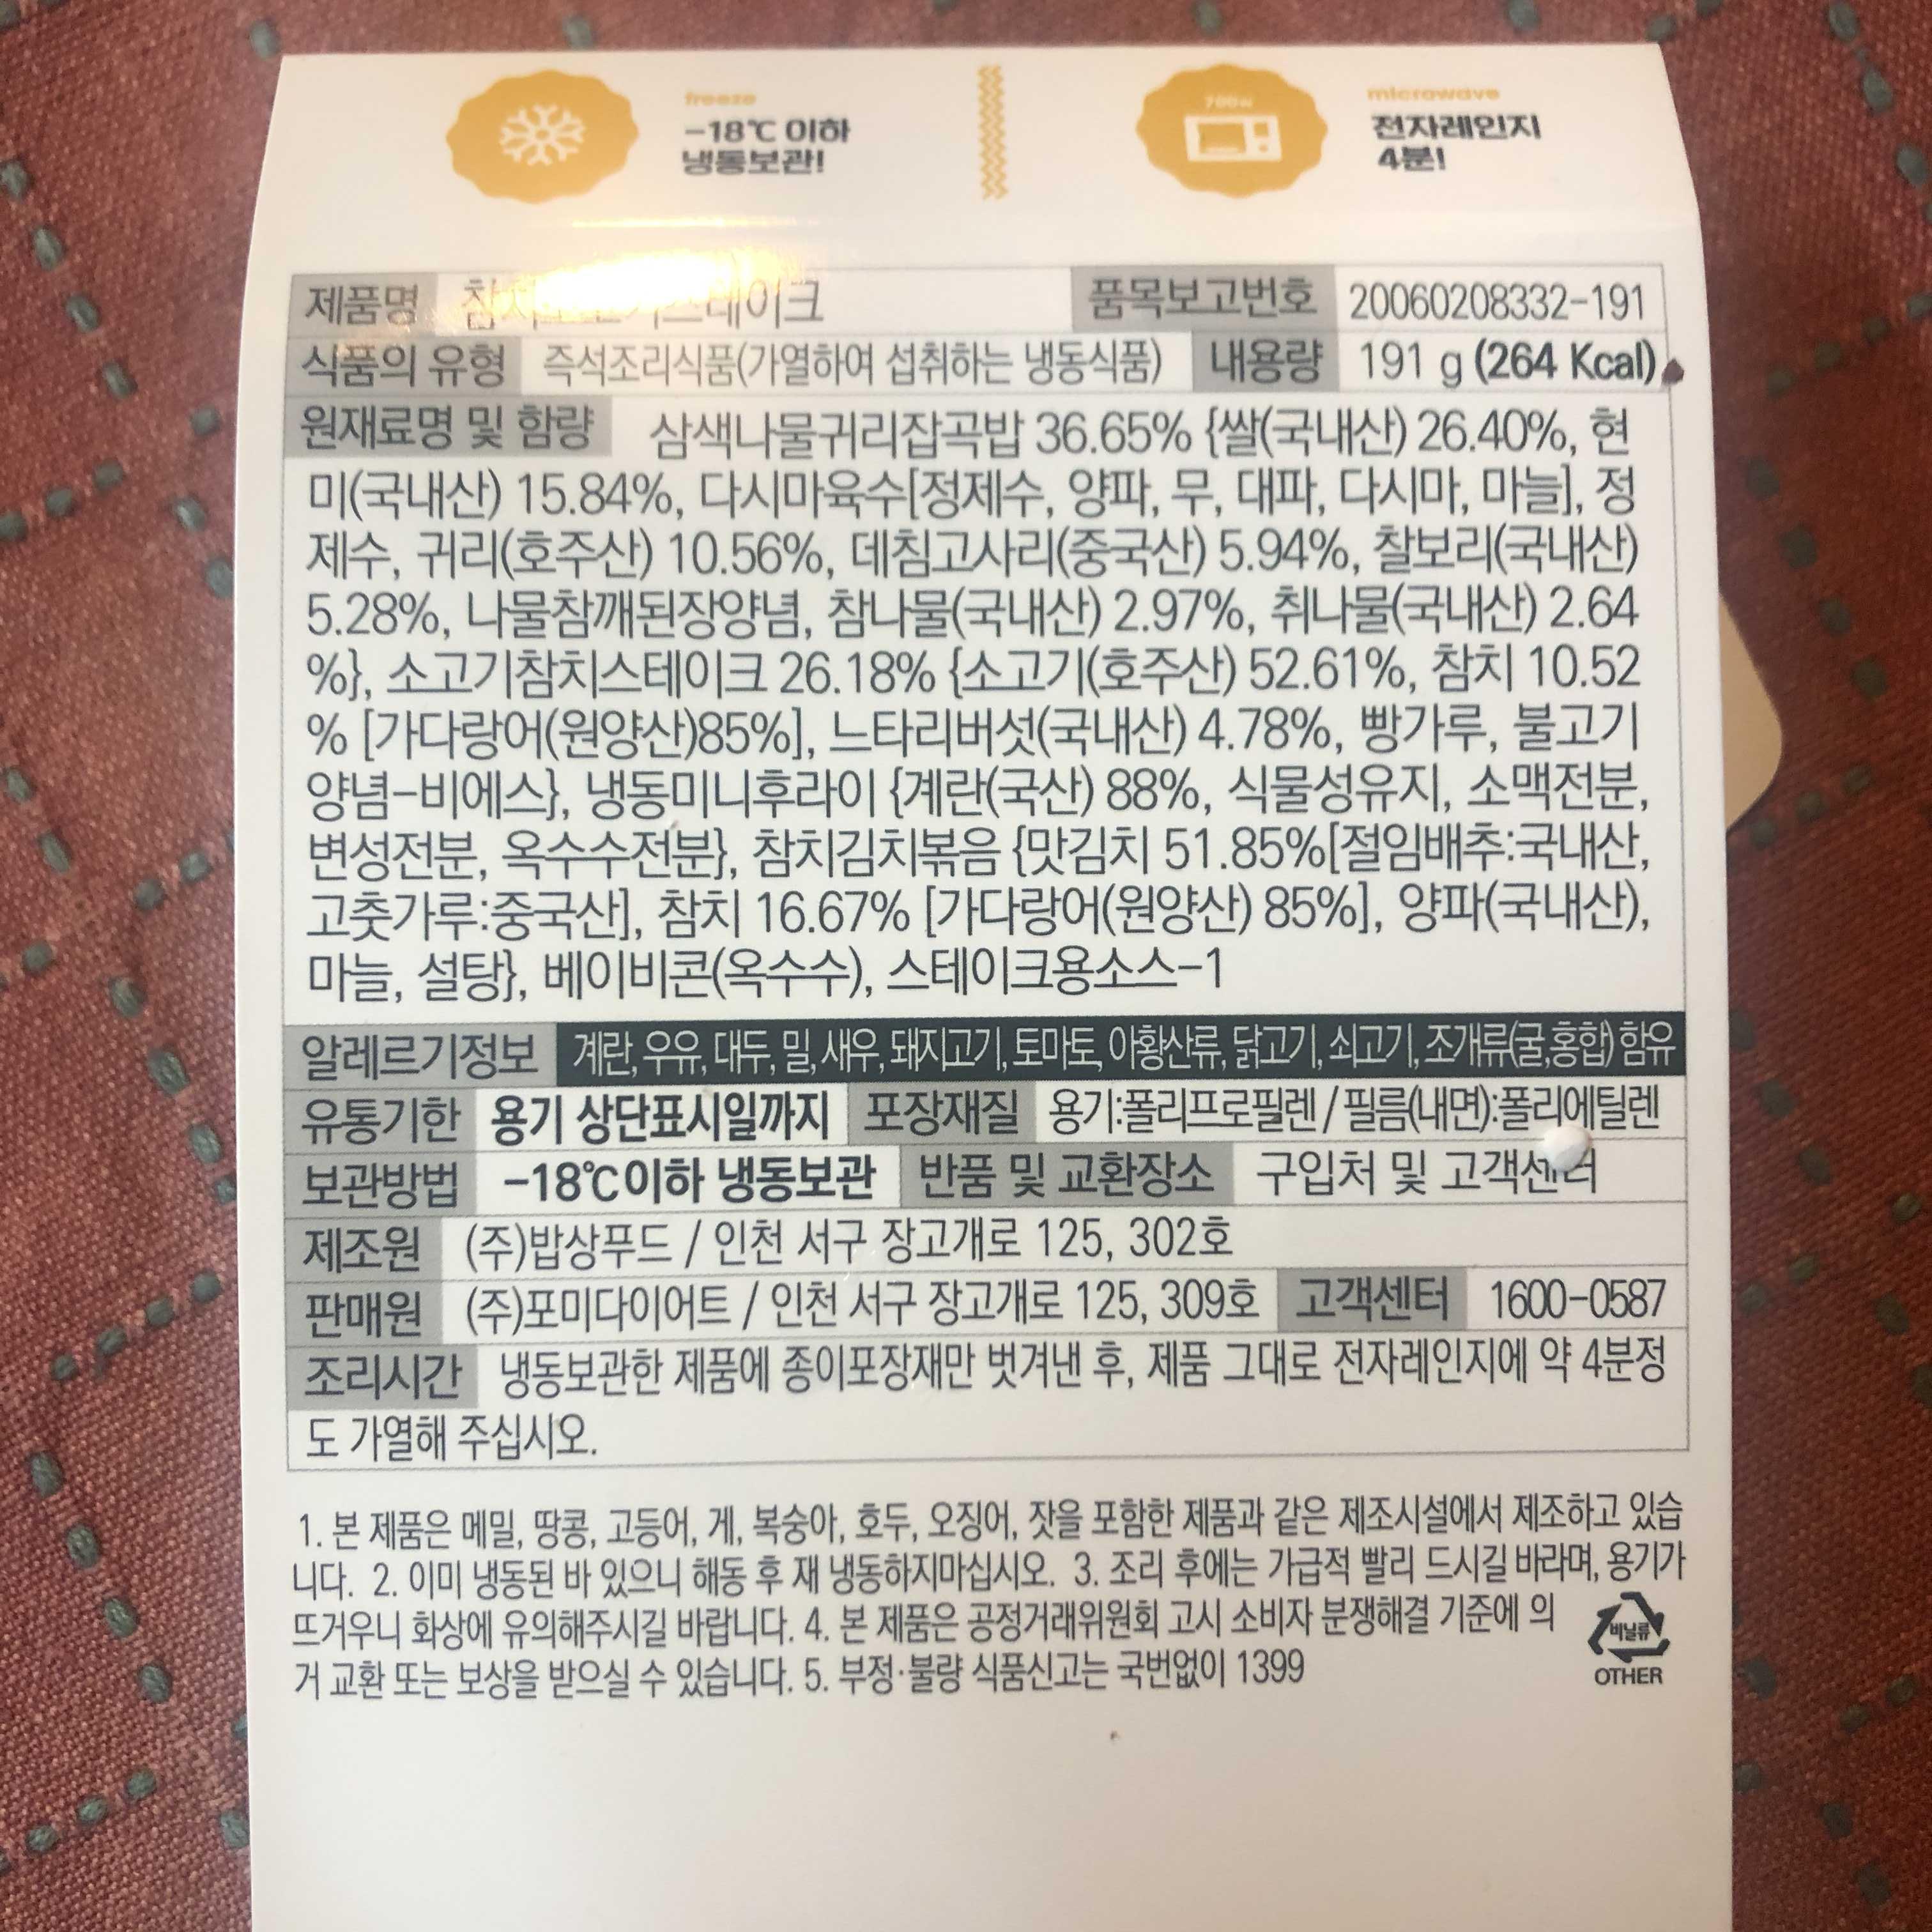 freeze
-18℃ 이하
냉동보관!
700w
microwave
전자레인지
4분!
제품명 품목보고번호 20060208332-191
식품의 유형 즉석조리식품(가열하여 섭취하는 냉동식품) 내용량 191 g (264 Kcal)
원재료명 및 함량 삼색나물귀리잡곡밥 36.65% {쌀(국내산) 26.40%, 현
미(국내산) 15.84%, 다시마육수[정제수, 양파, 무, 대파, 다시마, 마늘], 정
제수, 귀리(호주산) 10.56%, 데침고사리(중국산) 5.94%, 찰보리(국내산)
5.28%, 나물참깨된장양념, 참나물(국내산) 2.97%, 취나물(국내산) 2.64
%}, 소고기참치스테이크 26.18% {소고기(호주산) 52.61%, 참치 10.52
% [가다랑어(원양산)85%], 느타리버섯(국내산) 4.78%, 빵가루, 불고기
양념-비에스}, 냉동미니후라이 {계란(국산) 88%, 식물성유지, 소맥전분,
변성전분, 옥수수전분}, 참치김치볶음 {맛김치 51.85%[절임배추:국내산,
고춧가루:중국산], 참치 16.67% [가다랑어(원양산) 85%], 양파(국내산),
마늘, 설탕}, 베이비콘(옥수수), 스테이크용소스-1
알레르기정보 계란, 우유, 대두, 밀, 새우, 돼지고기, 토마토, 아황산류, 닭고기, 쇠고기, 조개류(굴,홍합) 함유
유통기한 용기 상단표시일까지 포장재질 용기:폴리프로필렌 / 필름(내면):폴리에틸렌
보관방법 -18℃이하 냉동보관 반품 및 교환장소 구입처 및 고객센터
제조원 (주)밥상푸드 / 인천 서구 장고개로 125, 302호
판매원 (주)포미다이어트 / 인천 서구 장고개로 125, 309호 고객센터 1600-0587
조리시간 냉동보관한 제품에 종이포장재만 벗겨낸 후, 제품 그대로 전자레인지에 약 4분정
도 가열해 주십시오.
1. 본 제품은 메밀, 땅콩, 고등어, 게, 복숭아, 호두, 오징어, 잣을 포함한 제품과 같은 제조시설에서 제조하고 있습
니다. 2. 이미 냉동된 바 있으니 해동 후 재 냉동하지마십시오. 3. 조리 후에는 가급적 빨리 드시길 바라며, 용기가
뜨거우니 화상에 유의해주시길 바랍니다. 4. 본 제품은 공정거래위원회 고시 소비자 분쟁해결 기준에 의
거 교환 또는 보상을 받으실 수 있습니다. 5. 부정·불량 식품신고는 국번없이 1399
비닐류
OTHER